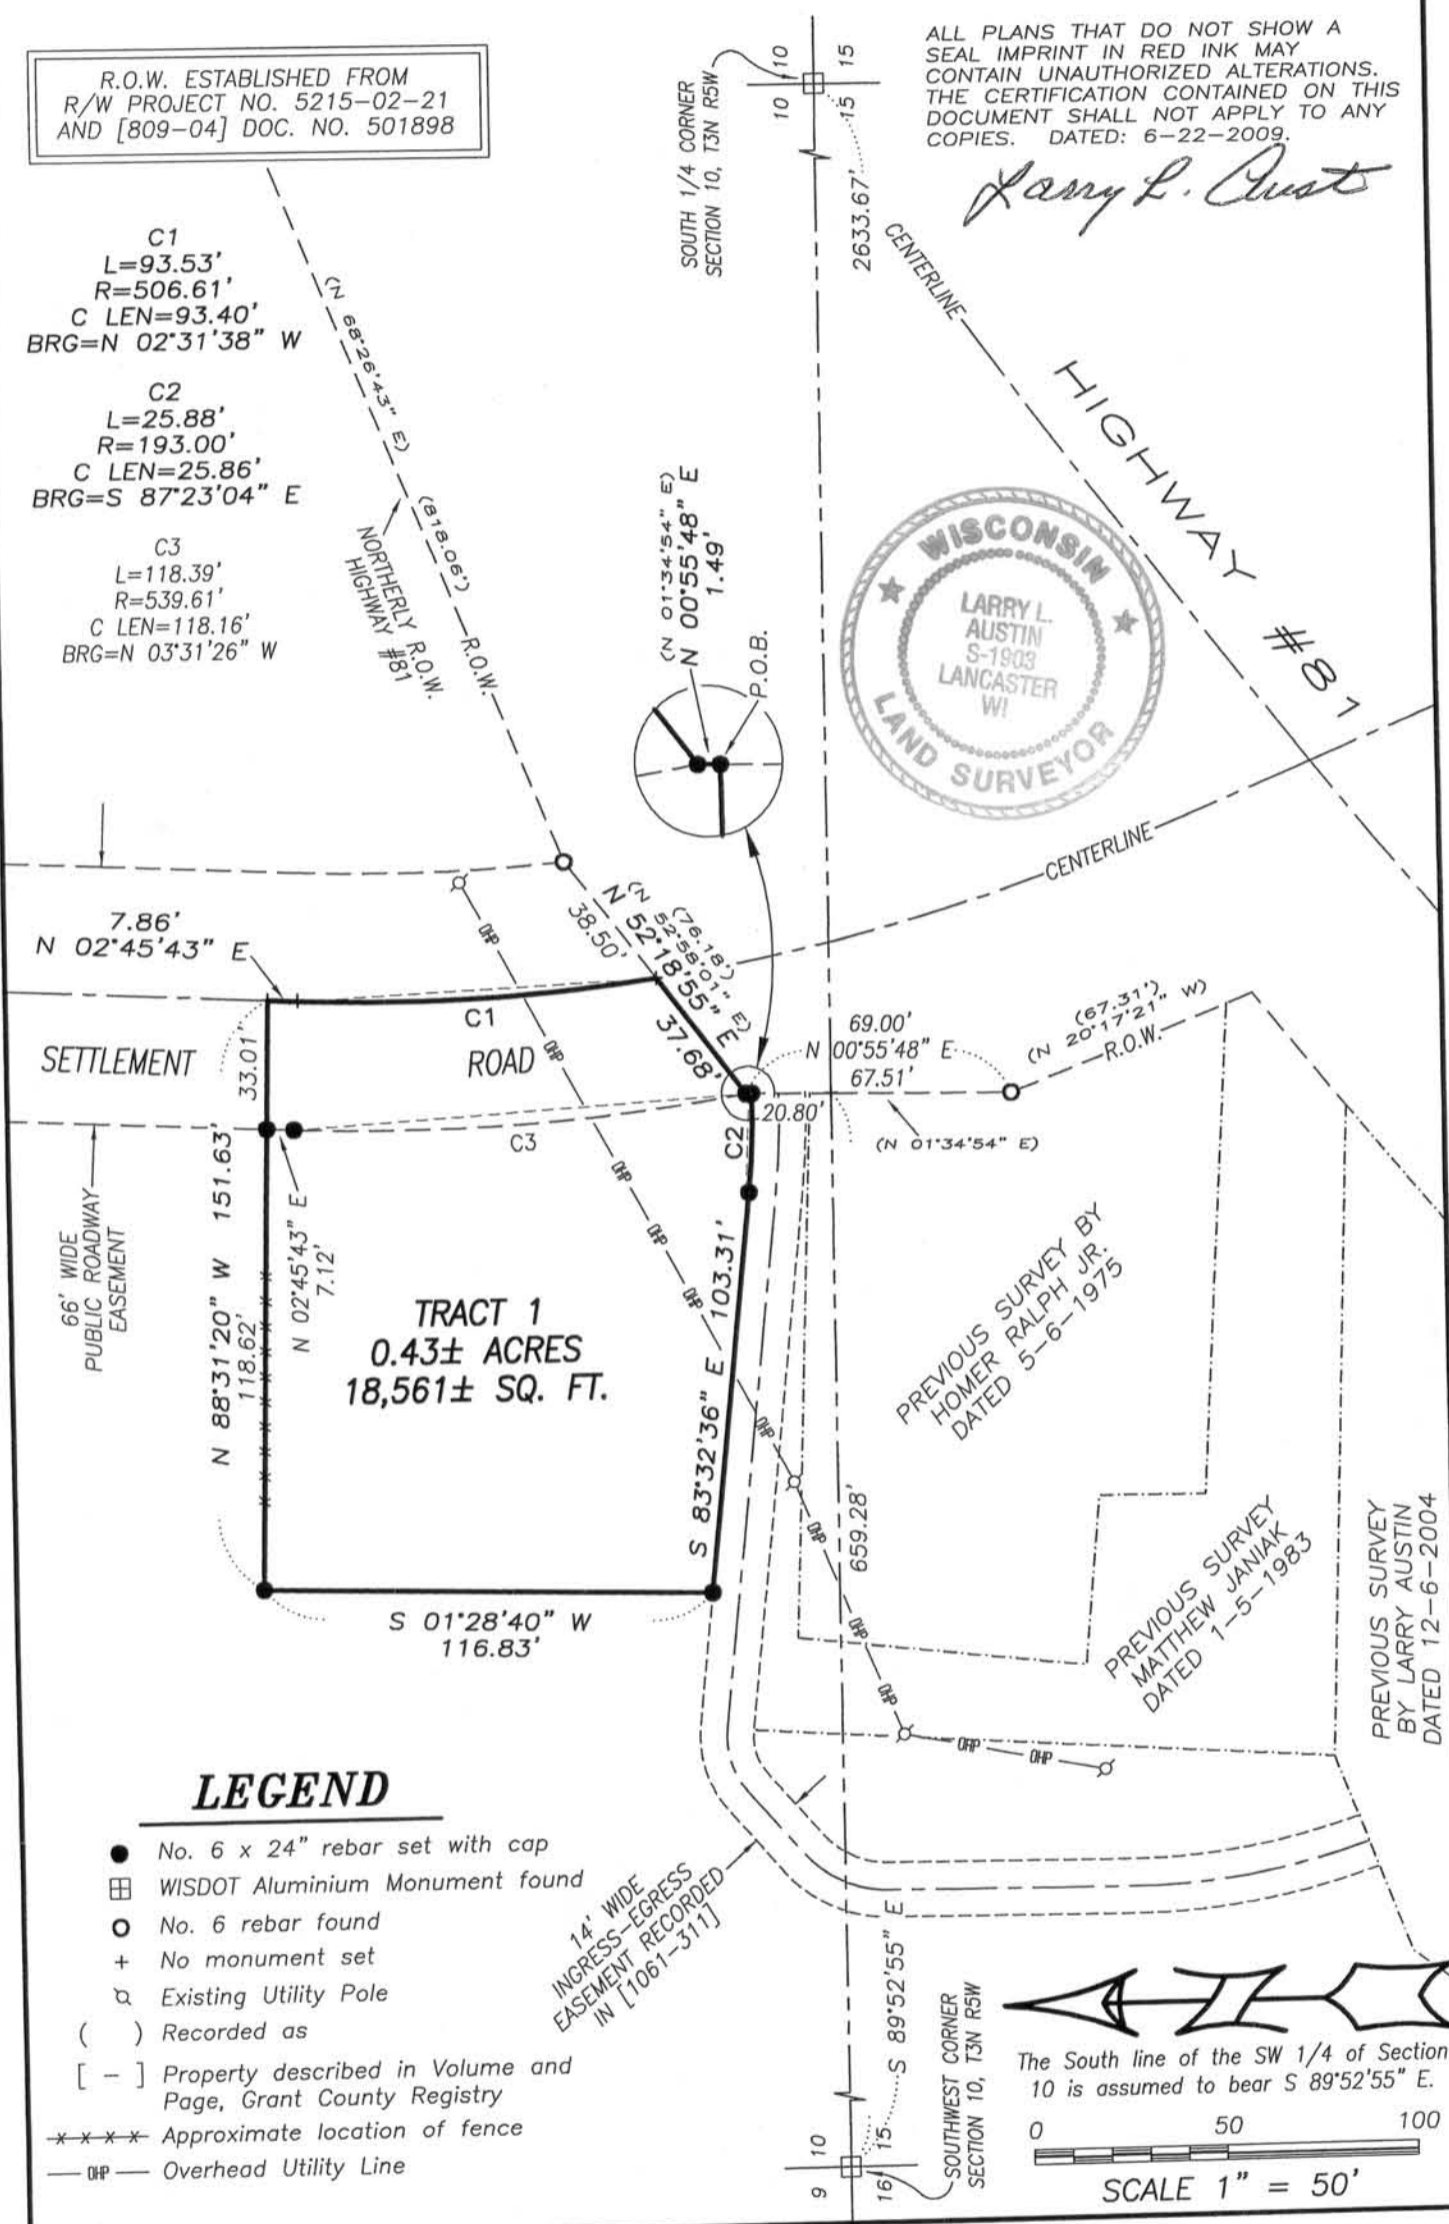 R.O.W. ESTABLISHED FROM
R/W PROJECT NO. 5215-02-21
AND [809-04] DOC. NO. 501898
ALL PLANS THAT DO NOT SHOW A
SEAL IMPRINT IN RED INK MAY
CONTAIN UNAUTHORIZED ALTERATIONS.
THE CERTIFICATION CONTAINED ON THIS
DOCUMENT SHALL NOT APPLY TO ANY
COPIES. DATED: 6-22-2009.
Larry L. Aust
SOUTH 1/4 CORNER
SECTION 10, T3N R5W
10
15
10
15
2633.67'
C1
L=93.53'
R=506.61'
C LEN=93.40'
BRG=N 02°31'38" W
C2
L=25.88'
R=193.00'
C LEN=25.86'
BRG=S 87°23'04" E
C3
L=118.39'
R=539.61'
C LEN=118.16'
BRG=N 03°31'26" W
(N 68°26'43" E)
(818.06')
R.O.W.
NORTHERLY R.O.W.
HIGHWAY #81
(N 01°34'54" E)
N 00°55'48" E
1.49'
P.O.B.
CENTERLINE
HIGHWAY #81
WISCONSIN
LARRY L.
AUSTIN
S-1903
LANCASTER
WI
LAND SURVEYOR
CENTERLINE
7.86'
N 02°45'43" E
38.50'
(76.18')
(N 52°58'01" E)
N 52°18'55" E
37.68'
C1
SETTLEMENT
ROAD
33.01'
69.00'
N 00°55'48" E
67.51'
20.80'
(N 01°34'54" E)
(67.31')
(N 20°17'21" W)
R.O.W.
C3
C2
66' WIDE
PUBLIC ROADWAY
EASEMENT
N 88°31'20" W 151.63'
118.62'
N 02°45'43" E
7.12'
TRACT 1
0.43± ACRES
18,561± SQ. FT.
S 83°32'36" E 103.31'
OHP
OHP
OHP
OHP
OHP
OHP
OHP
OHP
OHP
OHP
OHP
PREVIOUS SURVEY BY
HOMER RALPH JR.
DATED 5-6-1975
659.28'
PREVIOUS SURVEY
MATTHEW JANIAK
DATED 1-5-1983
PREVIOUS SURVEY
BY LARRY AUSTIN
DATED 12-6-2004
S 01°28'40" W
116.83'
LEGEND
No. 6 x 24" rebar set with cap
WISDOT Aluminium Monument found
No. 6 rebar found
+ No monument set
Existing Utility Pole
( ) Recorded as
[ - ] Property described in Volume and
Page, Grant County Registry
x x x x Approximate location of fence
OHP Overhead Utility Line
14' WIDE
INGRESS-EGRESS
EASEMENT RECORDED
IN [1061-311]
S 89°52'55" E
SOUTHWEST CORNER
SECTION 10, T3N R5W
10
15
9
16
N
The South line of the SW 1/4 of Section
10 is assumed to bear S 89°52'55" E.
0 50 100
SCALE 1" = 50'